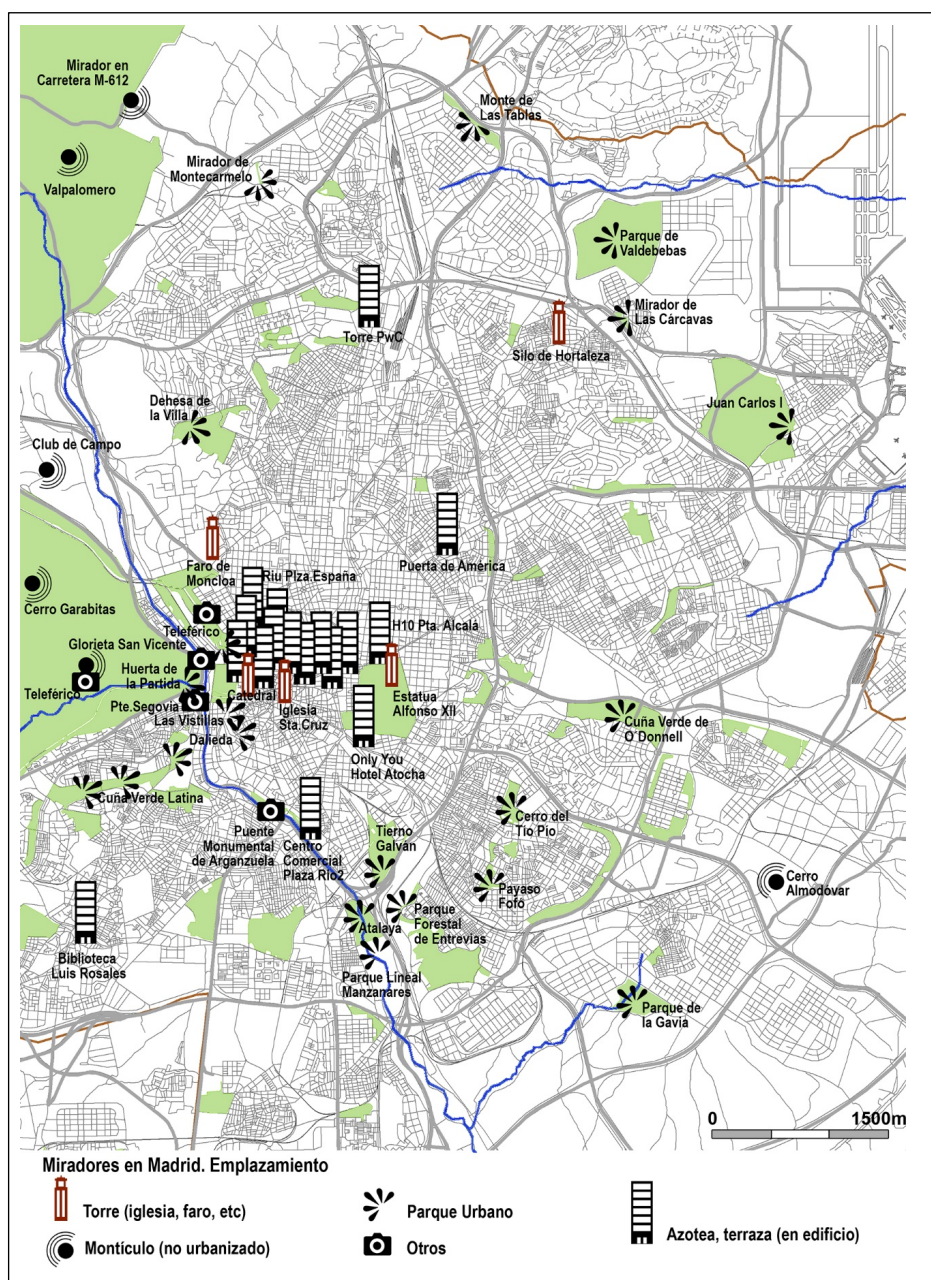 Mirador en
Carretera M-612
Monte de
Las Tablas
Valpalomero
Mirador de
Montecarmelo
Parque de
Valdebebas
Mirador de
Las Cárcavas
Torre PwC
Silo de Hortaleza
Dehesa de
la Villa
Juan Carlos I
Club de Campo
Faro de
Moncloa
Puerta de América
Riu Plza.España
Cerro Garabitas
Teleférico
H10 Pta. Alcalá
Glorieta San Vicente
Huerta de
la Partida
Teleférico
Catedral
Iglesia
Sta.Cruz
Estatua
Alfonso XII
Pte.Segovia
Las Vistillas
Dalieda
Cuña Verde de
O´Donnell
Only You
Hotel Atocha
Cuña Verde Latina
Puente
Monumental
de Arganzuela
Centro
Comercial
Plaza Río2
Tierno
Galván
Cerro del
Tío Pio
Payaso
Fofó
Cerro
Almodóvar
Atalaya
Parque
Forestal
de Entrevias
Biblioteca
Luis Rosales
Parque Lineal
Manzanares
Parque de
la Gavia
0 1500m
Miradores en Madrid. Emplazamiento
Torre (iglesia, faro, etc)
Parque Urbano
Azotea, terraza (en edificio)
Montículo (no urbanizado)
Otros